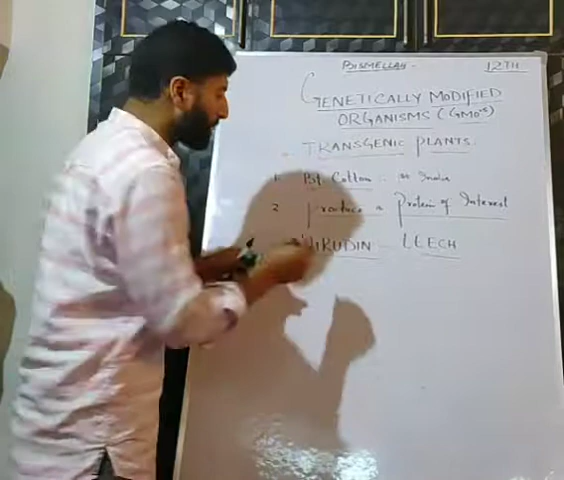 BISMELLAH
12TH
GENETICALLY MODIFIED
ORGANISMS (GMO's)
TRANSGENIC PLANTS
1 Bt Cotton in India
2 Produce a Protein of Interest
HIRUDIN LEECH